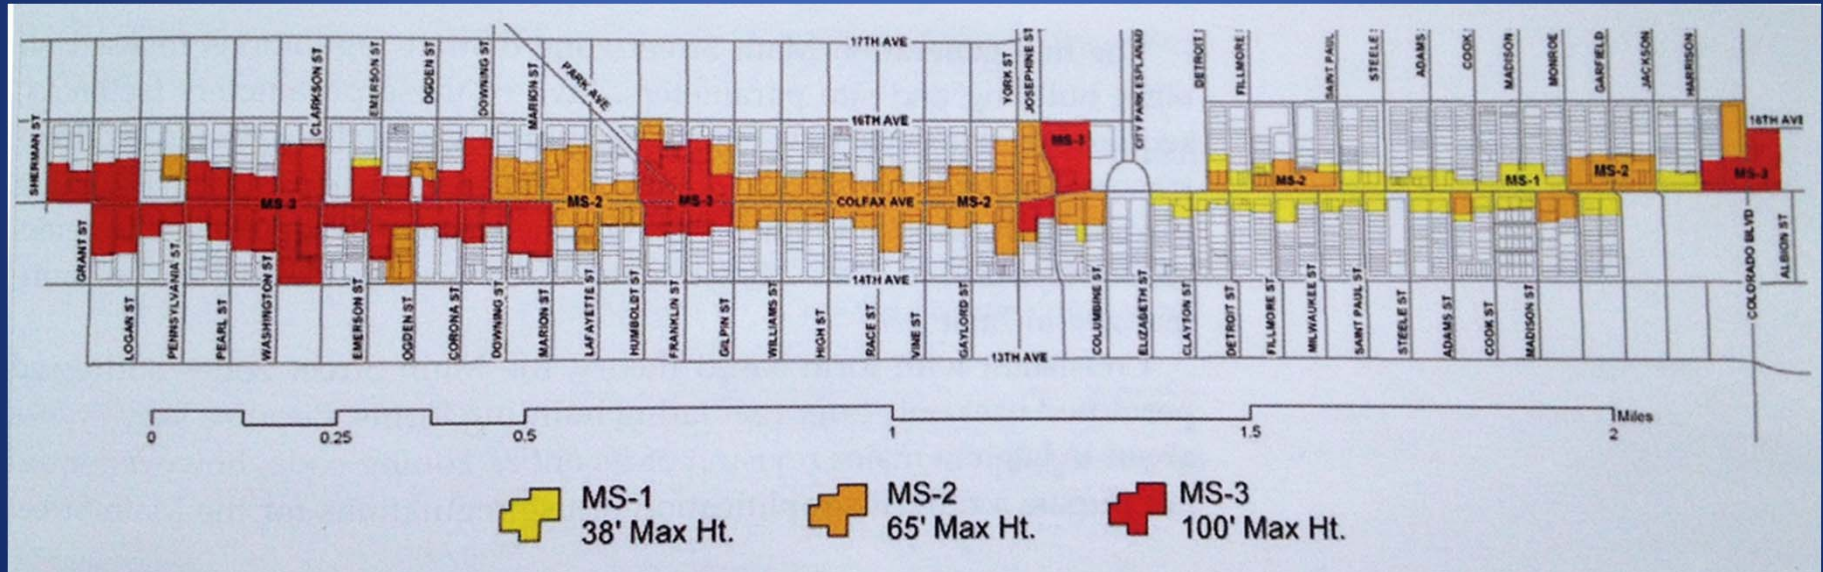 17TH AVE
SHERMAN ST
CLARKSON ST
EMERSON ST
OGDEN ST
DOWNING ST
MARION ST
PARK AVE
YORK ST
JOSEPHINE ST
CITY PARK ESPLANAD
DETROIT
FILLMORE
SAINT PAUL
STEELE
ADAMS
COOK
MADISON
MONROE
GARFIELD
JACKSON
HARRISON
16TH AVE
16TH AVE
MS-3
MS-2
MS-3
COLFAX AVE
MS-2
MS-3
MS-2
MS-1
MS-2
MS-3
14TH AVE
GRANT ST
LOGAN ST
PENNSYLVANIA ST
PEARL ST
WASHINGTON ST
EMERSON ST
OGDEN ST
CORONA ST
DOWNING ST
MARION ST
LAFAYETTE ST
HUMBOLDT ST
FRANKLIN ST
GILPIN ST
WILLIAMS ST
HIGH ST
RACE ST
VINE ST
GAYLORD ST
COLUMBINE ST
ELIZABETH ST
CLAYTON ST
DETROIT ST
FILLMORE ST
MILWAUKEE ST
SAINT PAUL ST
STEELE ST
ADAMS ST
COOK ST
MADISON ST
COLORADO BLVD
ALBION ST
13TH AVE
0 0.25 0.5 1 1.5 2 Miles
MS-1
38' Max Ht.
MS-2
65' Max Ht.
MS-3
100' Max Ht.